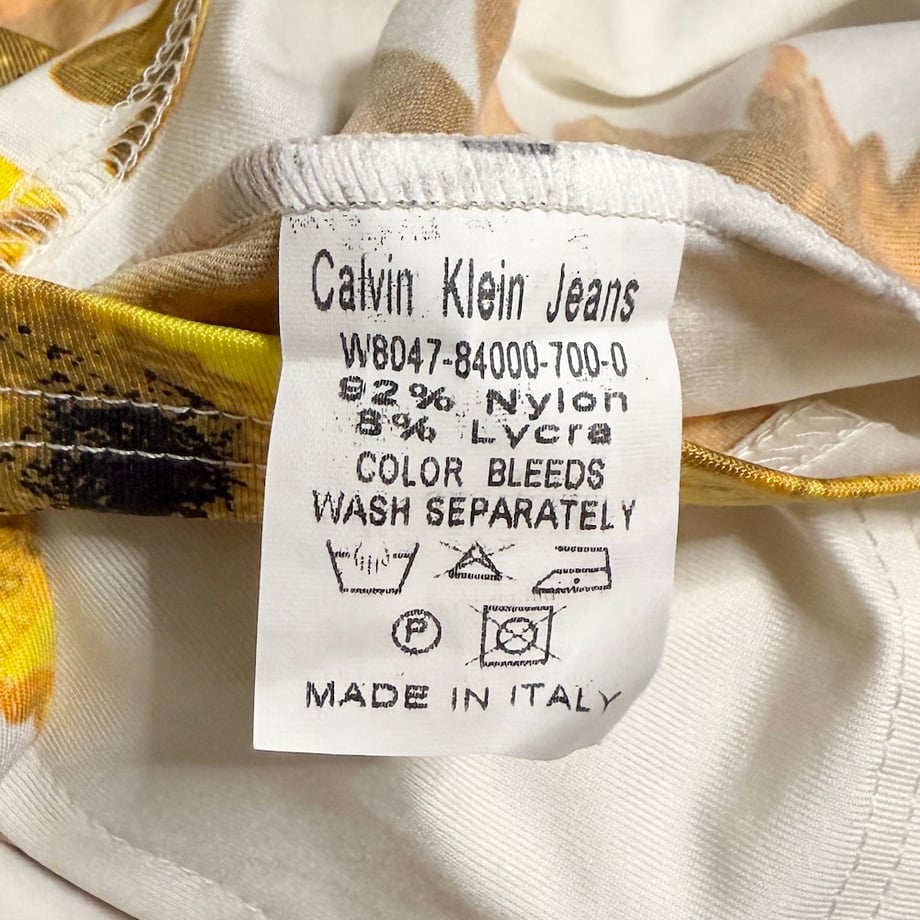 Calvin Klein Jeans
W8047-84000-700-0
92% Nylon
8% Lycra
COLOR BLEEDS
WASH SEPARATELY
P
MADE IN ITALY